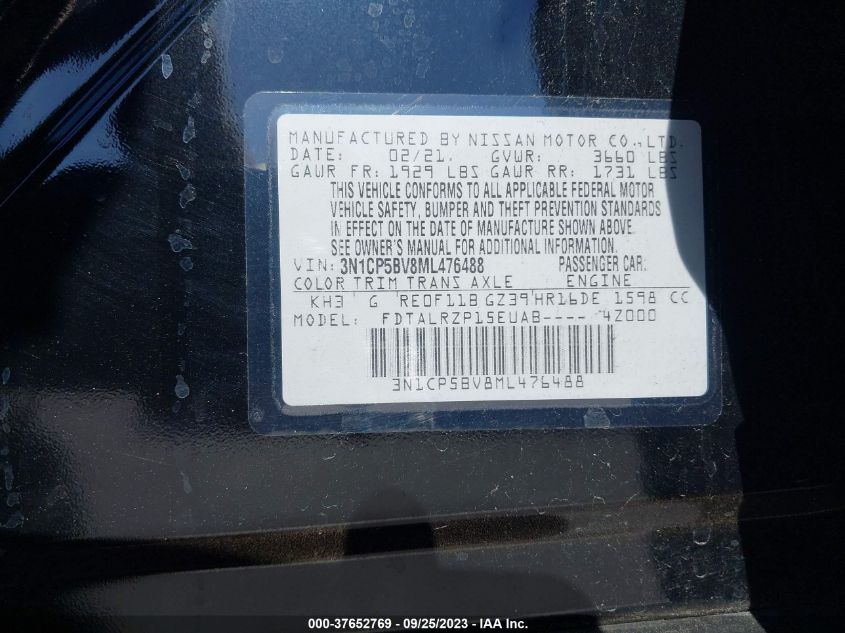 MANUFACTURED BY NISSAN MOTOR CO.,LTD.
DATE: 02/21. GVWR: 3660 LBS
GAWR FR: 1929 LBS GAWR RR: 1731 LBS
THIS VEHICLE CONFORMS TO ALL APPLICABLE FEDERAL MOTOR
VEHICLE SAFETY, BUMPER AND THEFT PREVENTION STANDARDS
IN EFFECT ON THE DATE OF MANUFACTURE SHOWN ABOVE.
SEE OWNER'S MANUAL FOR ADDITIONAL INFORMATION.
VIN: 3N1CP5BV8ML476488 PASSENGER CAR
COLOR TRIM TRANS AXLE ENGINE
KH3 G RE0F11B GZ39 HR16DE 1598 CC
MODEL: FDTALRZP15EUAB---- 4Z000
3N1CP5BV8ML476488
000-37652769 - 09/25/2023 - IAA Inc.